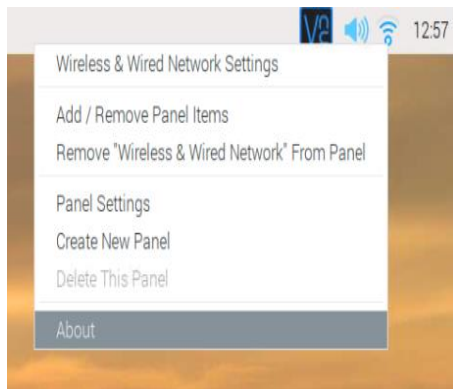 V2 12:57
Wireless & Wired Network Settings
Add / Remove Panel Items
Remove "Wireless & Wired Network" From Panel
Panel Settings
Create New Panel
Delete This Panel
About